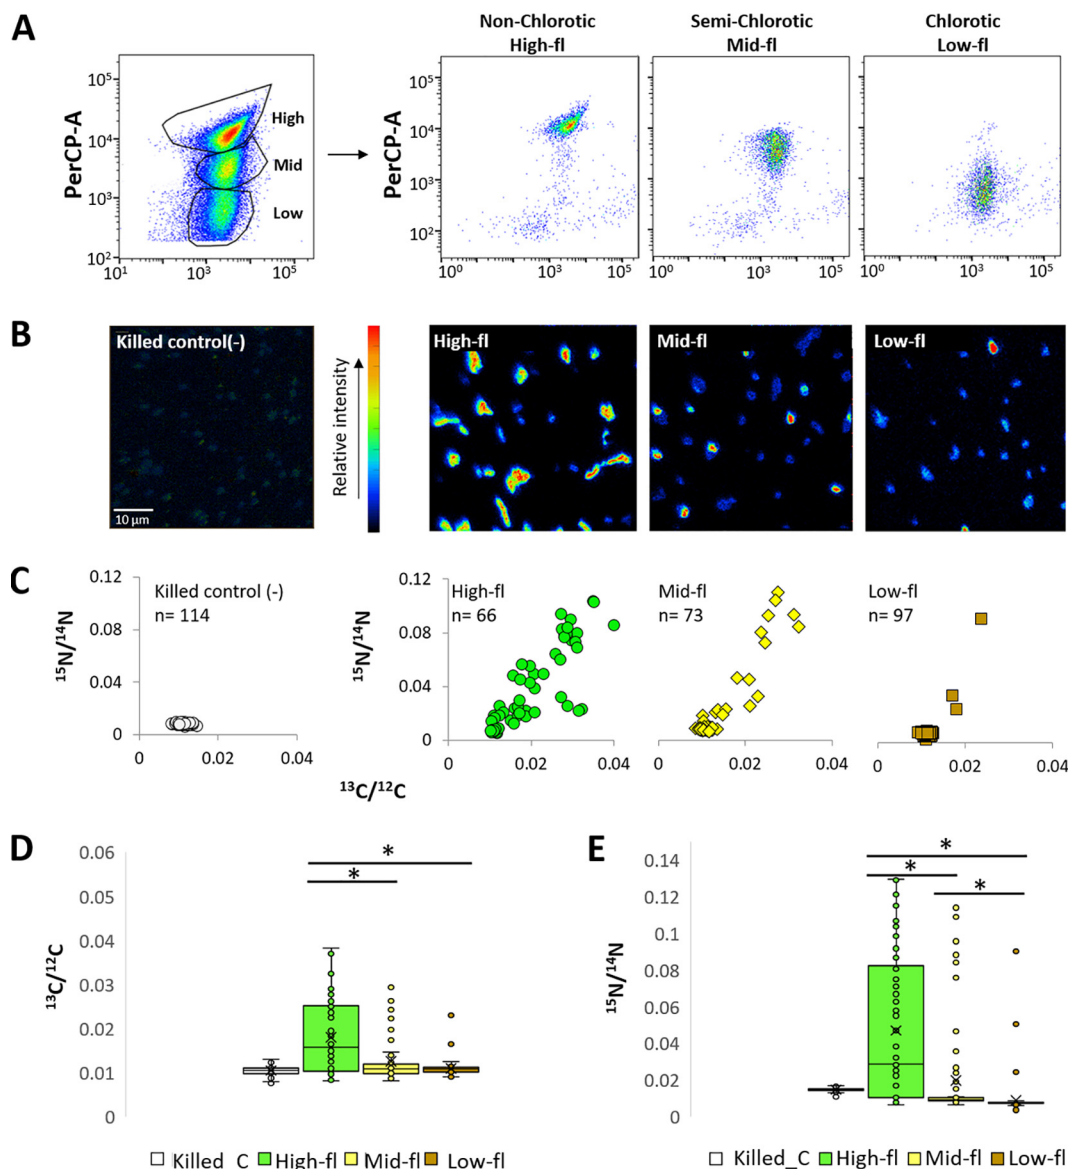 A
Non-Chlorotic
High-fl
Semi-Chlorotic
Mid-fl
Chlorotic
Low-fl
PerCP-A
10⁵
10⁴
10³
10²
High
Mid
Low
10¹ 10³ 10⁵
PerCP-A
10⁴
10³
10²
10⁰ 10³ 10⁵
10⁰ 10³ 10⁵
10⁰ 10³ 10⁵
B
Killed control(-)
10 µm
Relative intensity
High-fl
Mid-fl
Low-fl
C
¹⁵N/¹⁴N
0.12
0.08
0.04
0
Killed control (-)
n= 114
0 0.02 0.04
¹⁵N/¹⁴N
0.12
0.08
0.04
0
High-fl
n= 66
0 0.02 0.04
Mid-fl
n= 73
0 0.02 0.04
Low-fl
n= 97
0 0.02 0.04
¹³C/¹²C
D
¹³C/¹²C
0.06
0.05
0.04
0.03
0.02
0.01
0
*
*
Killed_C High-fl Mid-fl Low-fl
E
¹⁵N/¹⁴N
0.14
0.12
0.1
0.08
0.06
0.04
0.02
0
*
*
*
Killed_C High-fl Mid-fl Low-fl